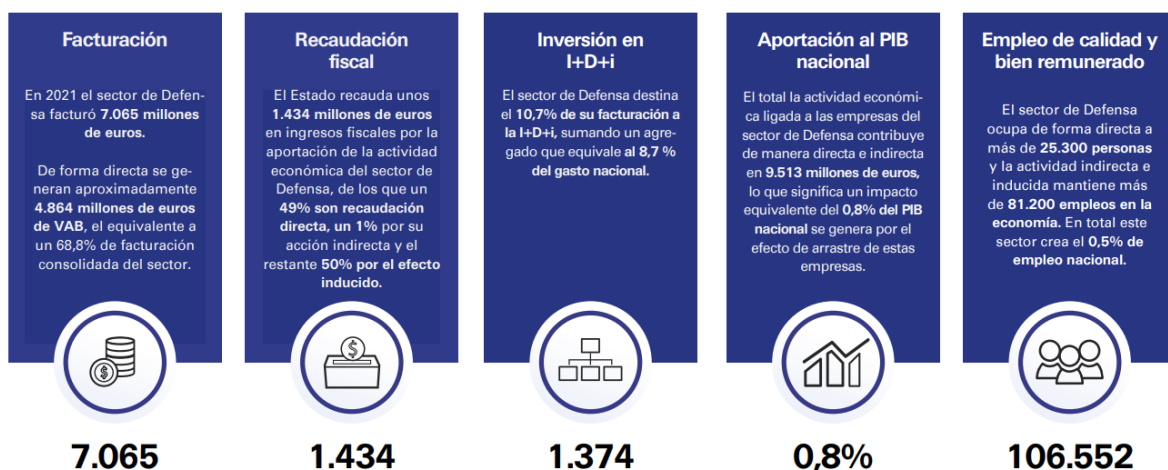 Facturación
En 2021 el sector de Defen-
sa facturó 7.065 millones
de euros.
De forma directa se ge-
neran aproximadamente
4.864 millones de euros
de VAB, el equivalente a
un 68,8% de facturación
consolidada del sector.
7.065
Recaudación
fiscal
El Estado recauda unos
1.434 millones de euros
en ingresos fiscales por la
aportación de la actividad
económica del sector de
Defensa, de los que un
49% son recaudación
directa, un 1% por su
acción indirecta y el
restante 50% por el efecto
inducido.
$
1.434
Inversión en
I+D+i
El sector de Defensa destina
el 10,7% de su facturación a
la I+D+i, sumando un agre-
gado que equivale al 8,7 %
del gasto nacional.
1.374
Aportación al PIB
nacional
El total la actividad económi-
ca ligada a las empresas del
sector de Defensa contribuye
de manera directa e indirecta
en 9.513 millones de euros,
lo que significa un impacto
equivalente del 0,8% del PIB
nacional se genera por el
efecto de arrastre de estas
empresas.
0,8%
Empleo de calidad y
bien remunerado
El sector de Defensa
ocupa de forma directa a
más de 25.300 personas
y la actividad indirecta e
inducida mantiene más
de 81.200 empleos en la
economía. En total este
sector crea el 0,5% de
empleo nacional.
106.552